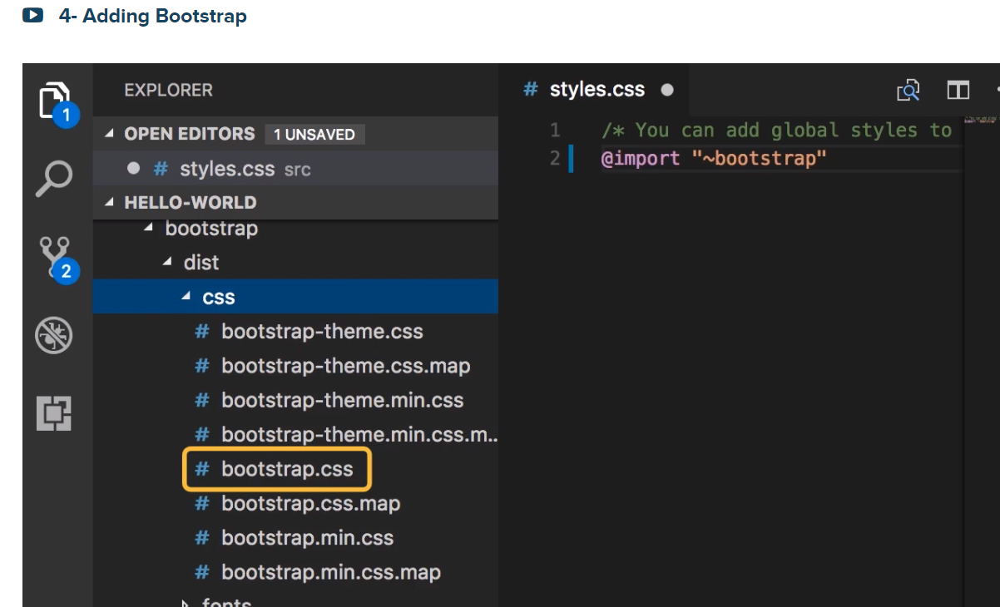 4- Adding Bootstrap
EXPLORER
1
OPEN EDITORS 1 UNSAVED
# styles.css src
HELLO-WORLD
bootstrap
dist
2
css
# bootstrap-theme.css
# bootstrap-theme.css.map
# bootstrap-theme.min.css
# bootstrap-theme.min.css.m..
# bootstrap.css
# bootstrap.css.map
# bootstrap.min.css
# bootstrap.min.css.map
fonts
# styles.css
1 /* You can add global styles to
2 @import "~bootstrap"